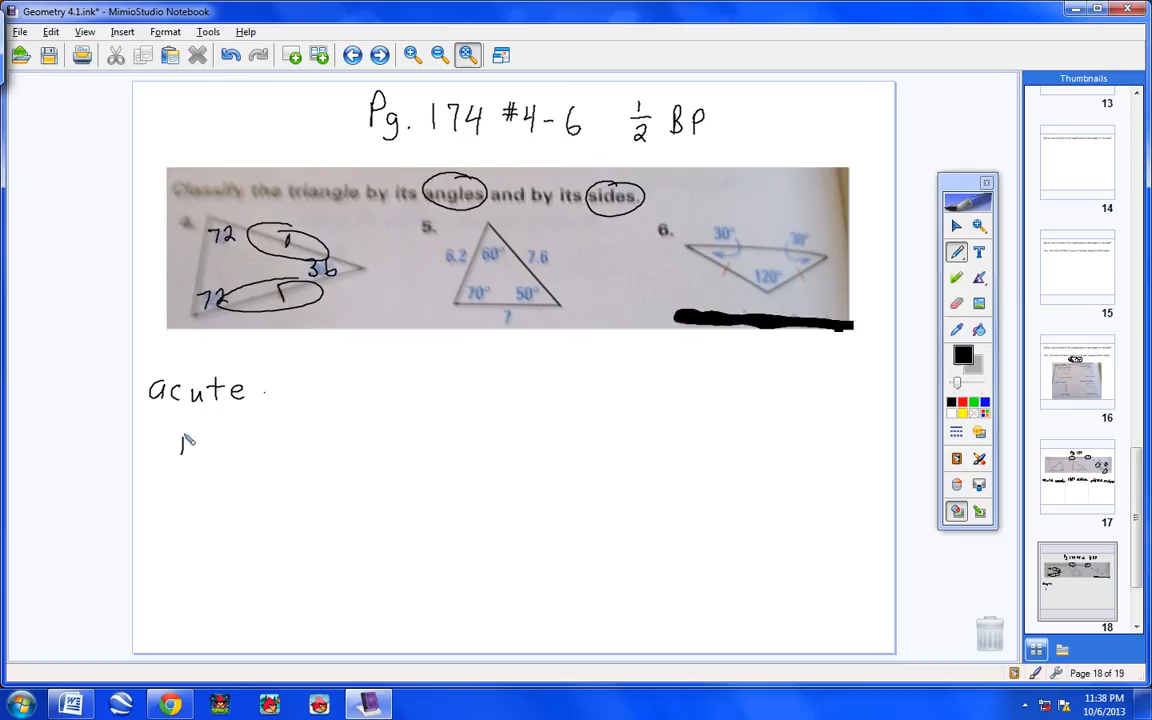 Geometry 4.1.ink* - MimioStudio Notebook
File Edit View Insert Format Tools Help
Thumbnails
Pg. 174 #4-6 1/2 BP
Classify the triangle by its angles and by its sides.
4. 5. 6.
72 36 72
6.2 60° 7.6 70° 50° ?
30° 30° 120°
acute
13
14
15
16
17
18
Page 18 of 19
11:38 PM
10/6/2013